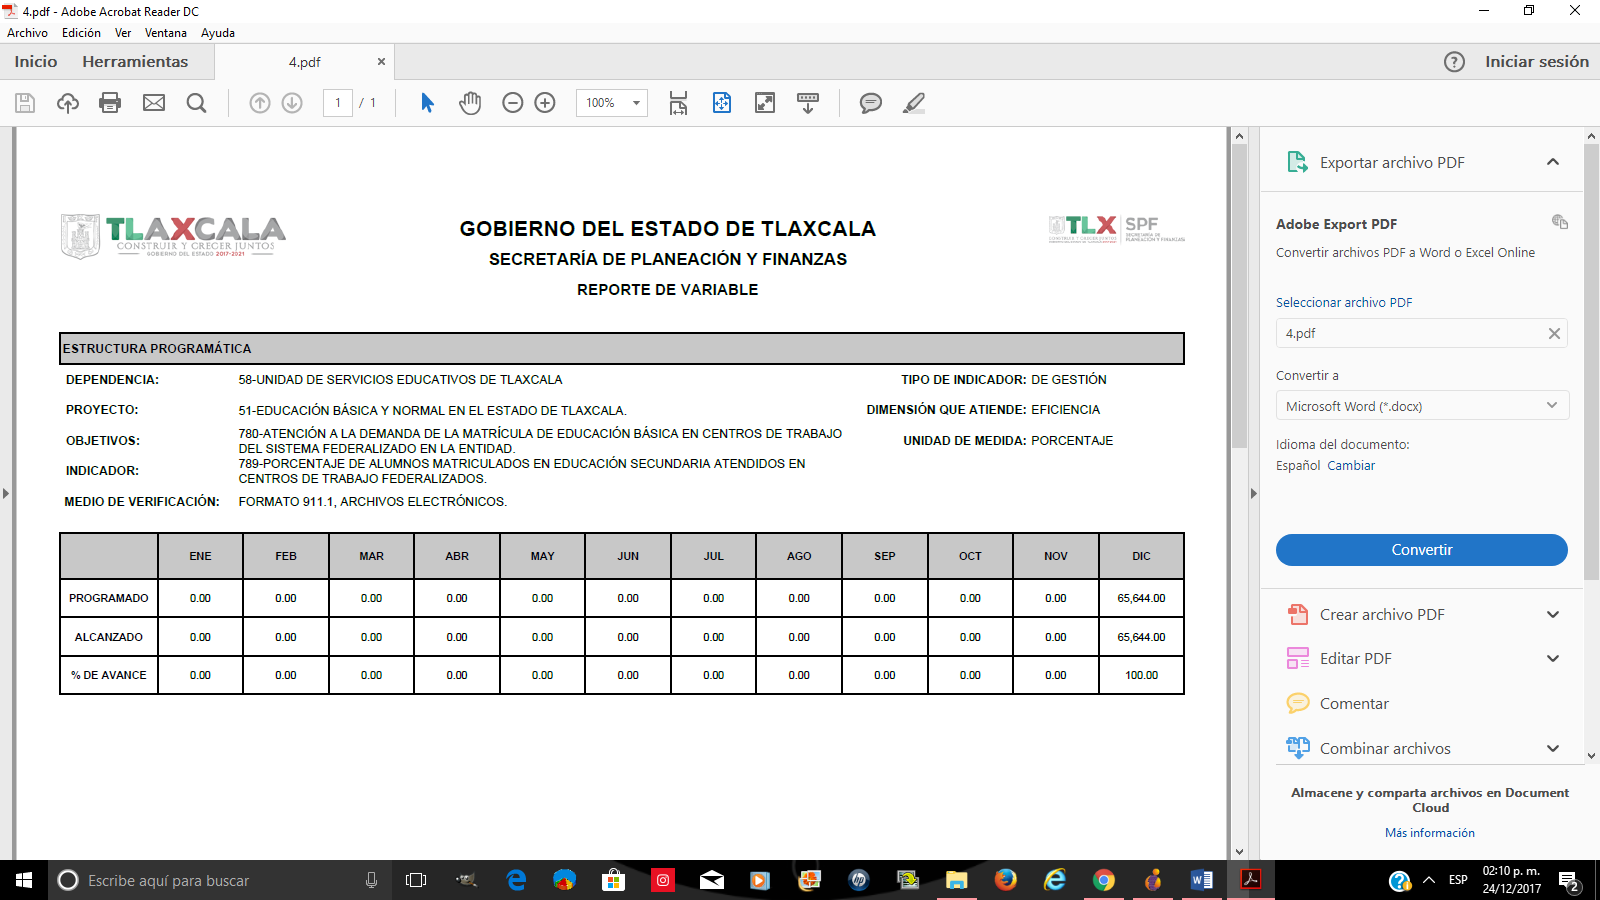 4.pdf - Adobe Acrobat Reader DC
Archivo Edición Ver Ventana Ayuda
Inicio Herramientas 4.pdf × ? Iniciar sesión
1 / 1 100%
TLAXCALA
CONSTRUIR Y CRECER JUNTOS
GOBIERNO DEL ESTADO 2017-2021
GOBIERNO DEL ESTADO DE TLAXCALA
SECRETARÍA DE PLANEACIÓN Y FINANZAS
REPORTE DE VARIABLE
TLX SPF
SECRETARÍA DE
PLANEACIÓN Y FINANZAS
ESTRUCTURA PROGRAMÁTICA
DEPENDENCIA: 58-UNIDAD DE SERVICIOS EDUCATIVOS DE TLAXCALA TIPO DE INDICADOR: DE GESTIÓN
PROYECTO: 51-EDUCACIÓN BÁSICA Y NORMAL EN EL ESTADO DE TLAXCALA. DIMENSIÓN QUE ATIENDE: EFICIENCIA
OBJETIVOS: 780-ATENCIÓN A LA DEMANDA DE LA MATRÍCULA DE EDUCACIÓN BÁSICA EN CENTROS DE TRABAJO
DEL SISTEMA FEDERALIZADO EN LA ENTIDAD. UNIDAD DE MEDIDA: PORCENTAJE
INDICADOR: 789-PORCENTAJE DE ALUMNOS MATRICULADOS EN EDUCACIÓN SECUNDARIA ATENDIDOS EN
CENTROS DE TRABAJO FEDERALIZADOS.
MEDIO DE VERIFICACIÓN: FORMATO 911.1, ARCHIVOS ELECTRÓNICOS.
ENE FEB MAR ABR MAY JUN JUL AGO SEP OCT NOV DIC
PROGRAMADO 0.00 0.00 0.00 0.00 0.00 0.00 0.00 0.00 0.00 0.00 0.00 65,644.00
ALCANZADO 0.00 0.00 0.00 0.00 0.00 0.00 0.00 0.00 0.00 0.00 0.00 65,644.00
% DE AVANCE 0.00 0.00 0.00 0.00 0.00 0.00 0.00 0.00 0.00 0.00 0.00 100.00
Exportar archivo PDF
Adobe Export PDF
Convertir archivos PDF a Word o Excel Online
Seleccionar archivo PDF
4.pdf
Convertir a
Microsoft Word (*.docx)
Idioma del documento:
Español Cambiar
Convertir
Crear archivo PDF
Editar PDF
Comentar
Combinar archivos
Almacene y comparta archivos en Document
Cloud
Más información
Escribe aquí para buscar
ESP
02:10 p. m.
24/12/2017
2